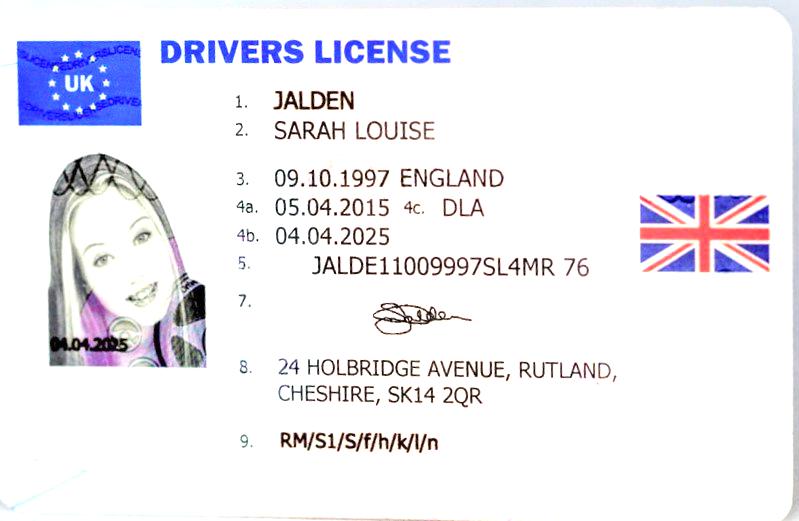 DRIVERS LICENSE
UK
1. JALDEN
2. SARAH LOUISE
3. 09.10.1997 ENGLAND
4a. 05.04.2015 4c. DLA
4b. 04.04.2025
5. JALDE11009997SL4MR 76
7. Jalden
04.04.2025
8. 24 HOLBRIDGE AVENUE, RUTLAND,
CHESHIRE, SK14 2QR
9. RM/S1/S/f/h/k/l/n